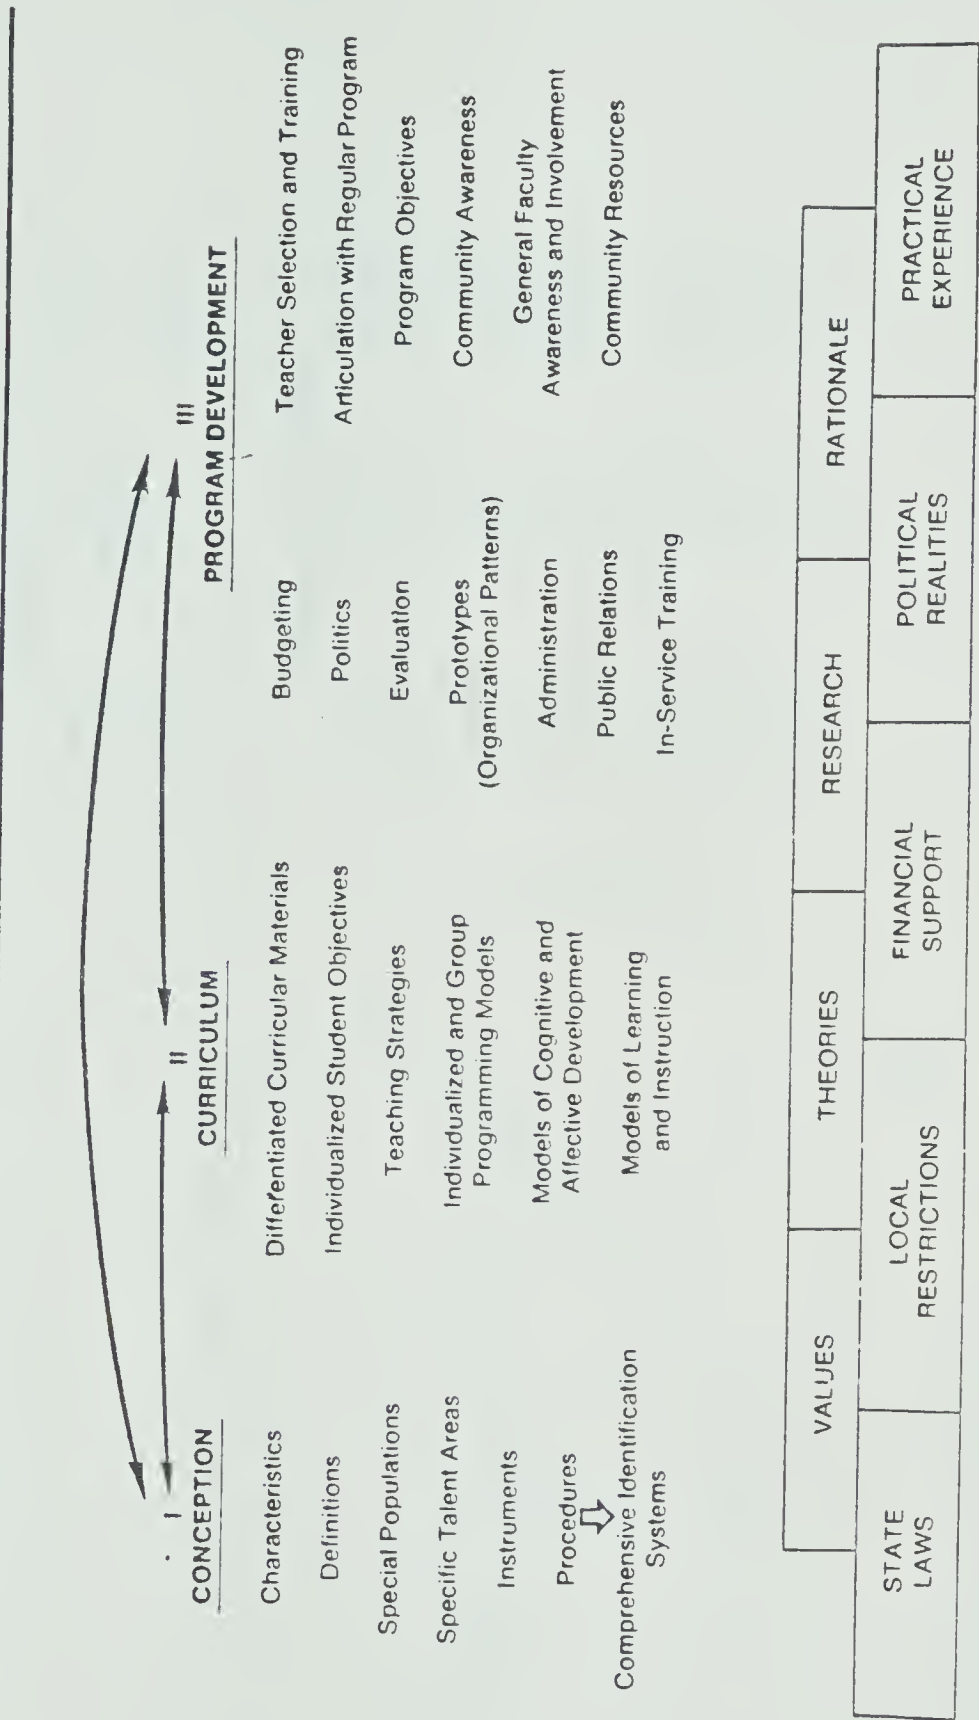 I
CONCEPTION
Characteristics
Definitions
Special Populations
Specific Talent Areas
Instruments
Procedures
Comprehensive Identification
Systems
II
CURRICULUM
Differentiated Curricular Materials
Individualized Student Objectives
Teaching Strategies
Individualized and Group
Programming Models
Models of Cognitive and
Affective Development
Models of Learning
and Instruction
III
PROGRAM DEVELOPMENT
Budgeting
Politics
Evaluation
Prototypes
(Organizational Patterns)
Administration
Public Relations
In-Service Training
Teacher Selection and Training
Articulation with Regular Program
Program Objectives
Community Awareness
General Faculty
Awareness and Involvement
Community Resources
VALUES
THEORIES
RESEARCH
RATIONALE
STATE
LAWS
LOCAL
RESTRICTIONS
FINANCIAL
SUPPORT
POLITICAL
REALITIES
PRACTICAL
EXPERIENCE